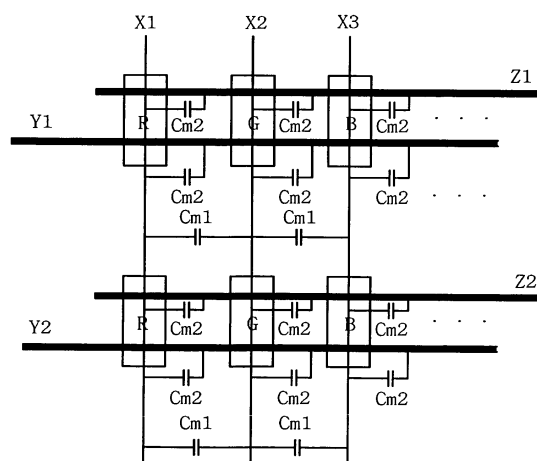 X1 X2 X3
Z1
R Cm2 G Cm2 B Cm2 . . .
Y1
Cm2 Cm2 Cm2 . . .
Cm1 Cm1
Z2
R Cm2 G Cm2 B Cm2 . . .
Y2
Cm2 Cm2 Cm2 . . .
Cm1 Cm1